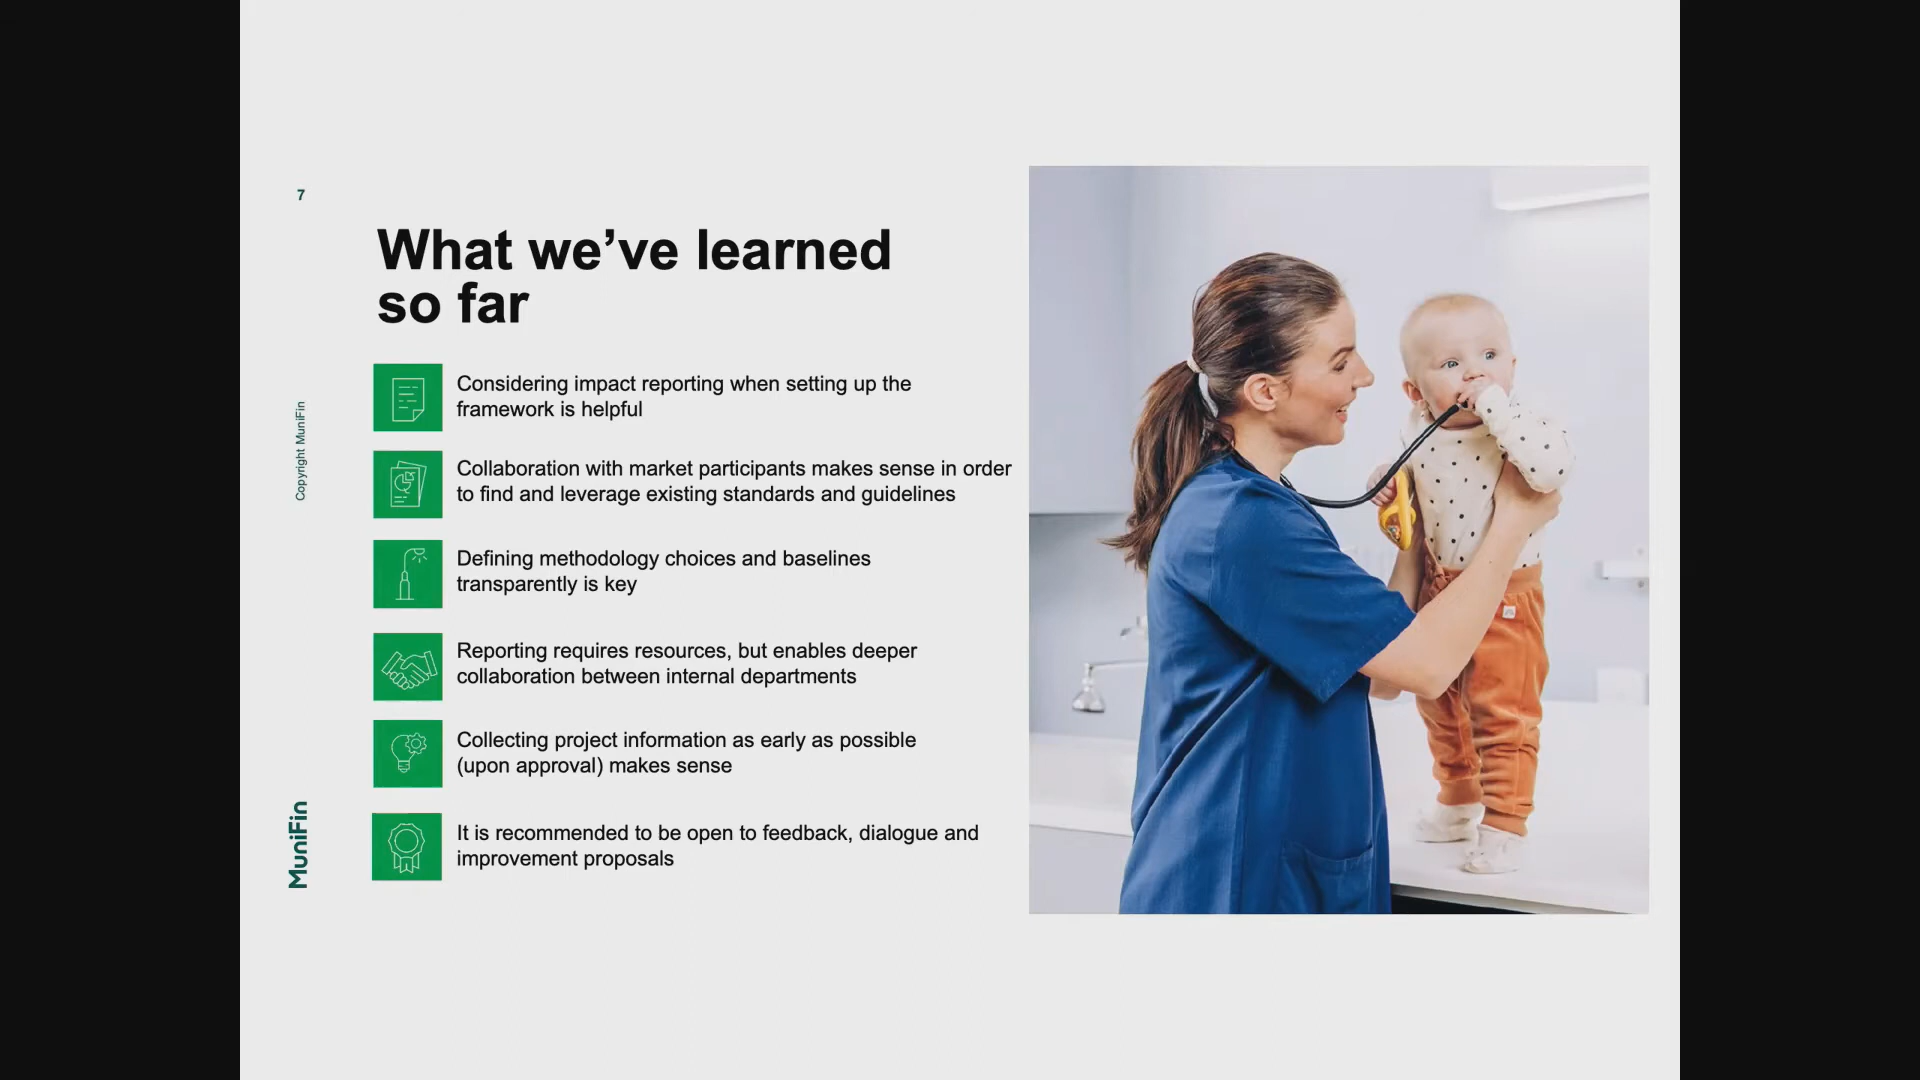 7
What we’ve learned
so far
Considering impact reporting when setting up the
framework is helpful
Collaboration with market participants makes sense in order
to find and leverage existing standards and guidelines
Defining methodology choices and baselines
transparently is key
Reporting requires resources, but enables deeper
collaboration between internal departments
Collecting project information as early as possible
(upon approval) makes sense
It is recommended to be open to feedback, dialogue and
improvement proposals
Copyright MuniFin
MuniFin